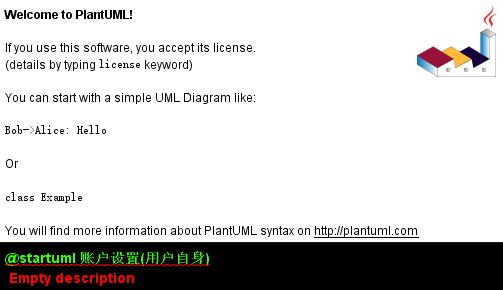 Welcome to PlantUML!
If you use this software, you accept its license.
(details by typing license keyword)
You can start with a simple UML Diagram like:
Bob->Alice: Hello
Or
class Example
You will find more information about PlantUML syntax on http://plantuml.com
@startuml 账户设置(用户自身)
Empty description